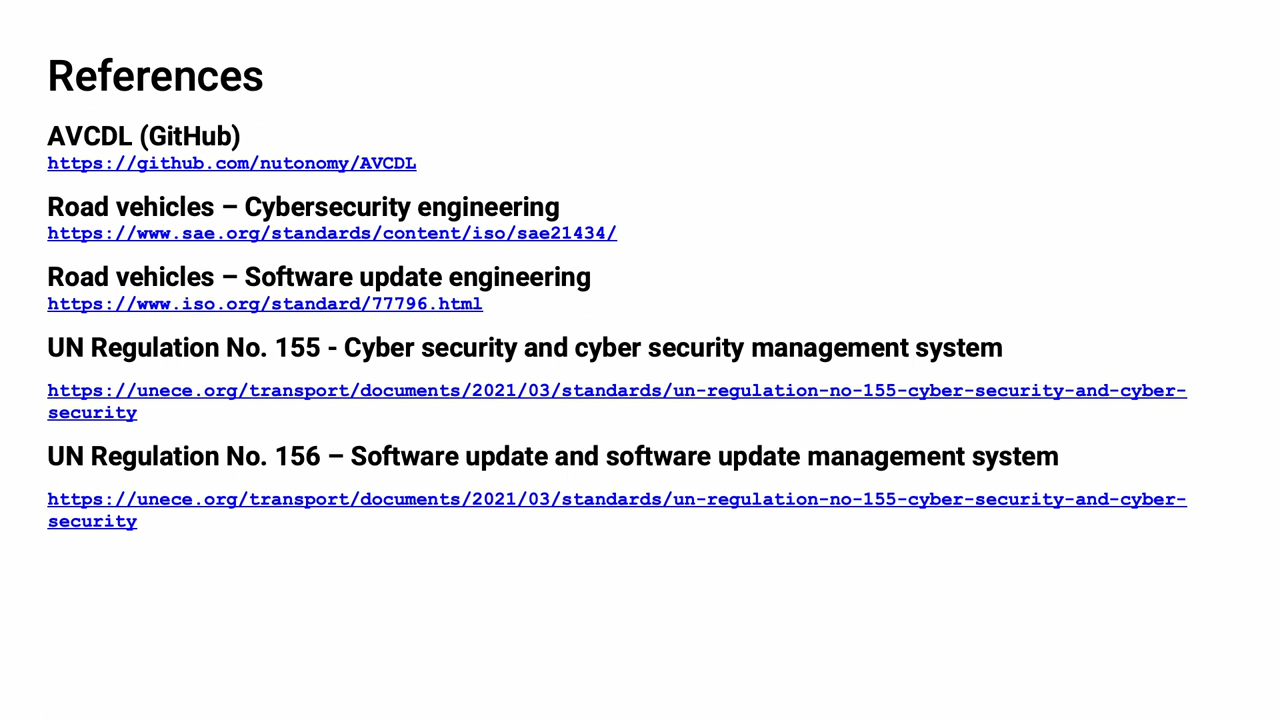 References
AVCDL (GitHub)
https://github.com/nutonomy/AVCDL
Road vehicles – Cybersecurity engineering
https://www.sae.org/standards/content/iso/sae21434/
Road vehicles – Software update engineering
https://www.iso.org/standard/77796.html
UN Regulation No. 155 - Cyber security and cyber security management system
https://unece.org/transport/documents/2021/03/standards/un-regulation-no-155-cyber-security-and-cyber-
security
UN Regulation No. 156 – Software update and software update management system
https://unece.org/transport/documents/2021/03/standards/un-regulation-no-155-cyber-security-and-cyber-
security